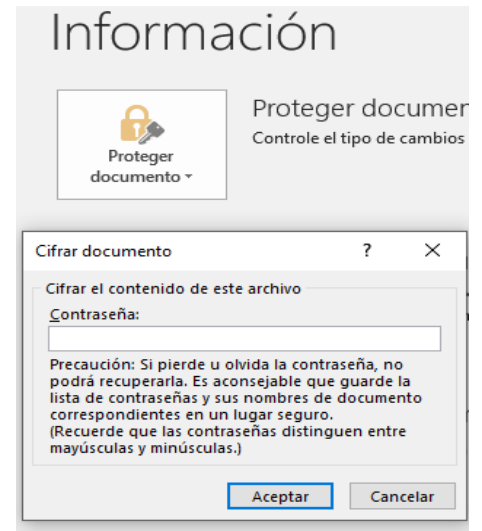 Información
Proteger documen
Controle el tipo de cambios
Proteger
documento
Cifrar documento ? ×
Cifrar el contenido de este archivo
Contraseña:
Precaución: Si pierde u olvida la contraseña, no
podrá recuperarla. Es aconsejable que guarde la
lista de contraseñas y sus nombres de documento
correspondientes en un lugar seguro.
(Recuerde que las contraseñas distinguen entre
mayúsculas y minúsculas.)
Aceptar Cancelar